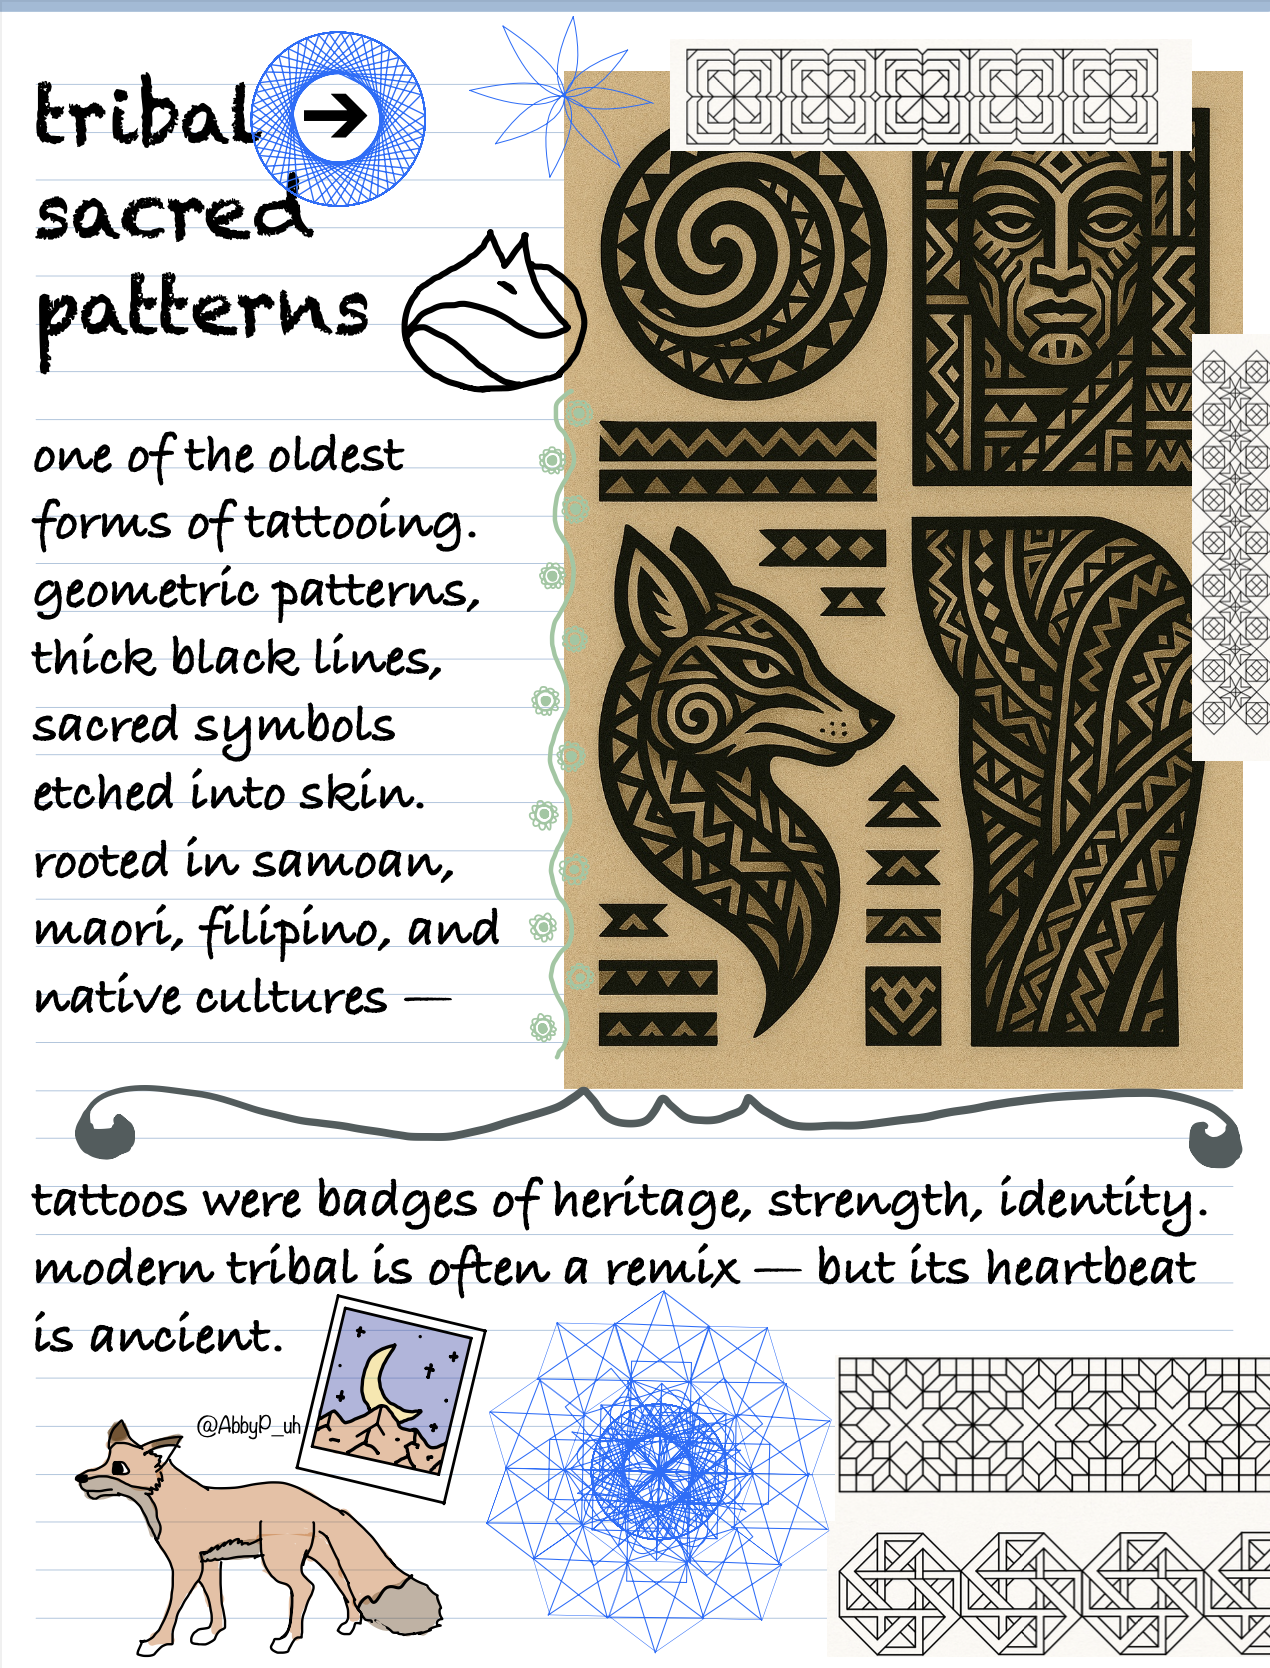 tribal →
sacred
patterns
one of the oldest
forms of tattooing.
geometric patterns,
thick black lines,
sacred symbols
etched into skin.
rooted in samoan,
maori, filipino, and
native cultures —
tattoos were badges of heritage, strength, identity.
modern tribal is often a remix — but its heartbeat
is ancient.
@AbbyP_uh